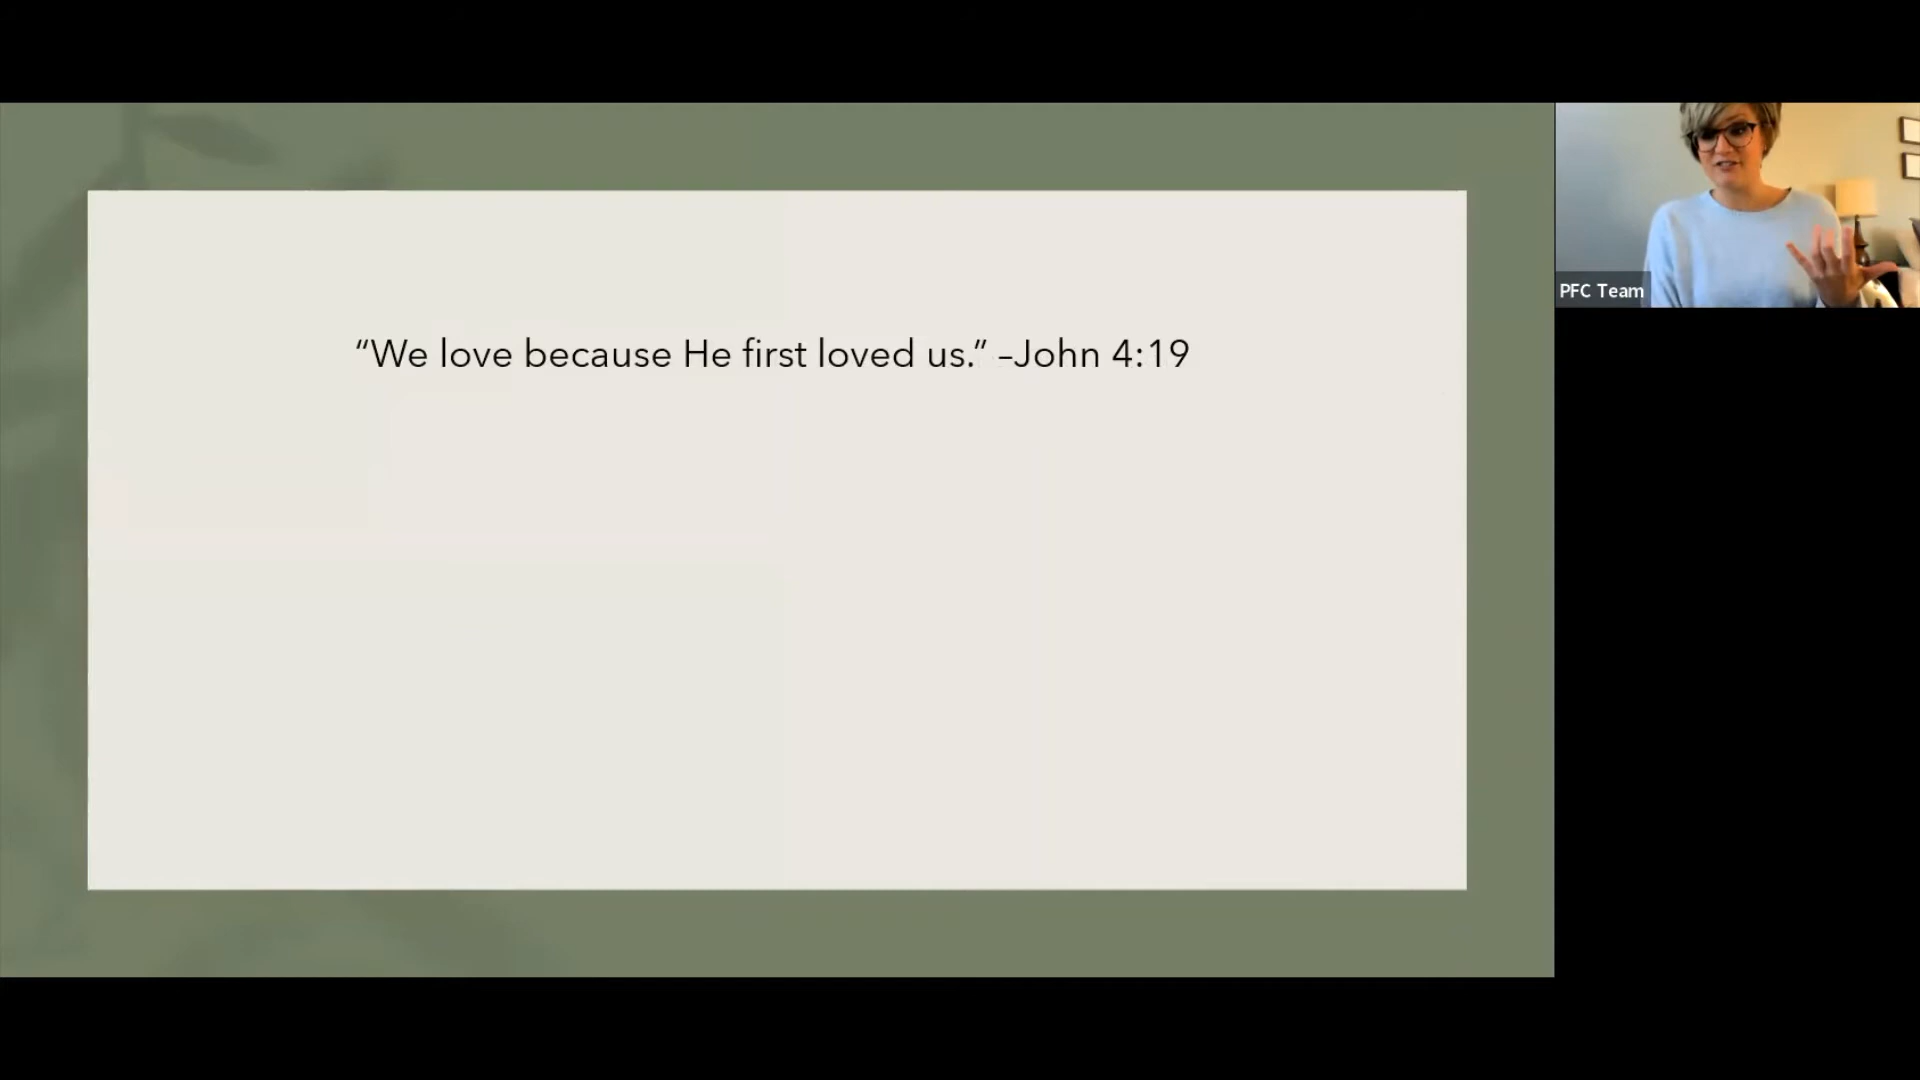 “We love because He first loved us.” –John 4:19
PFC Team